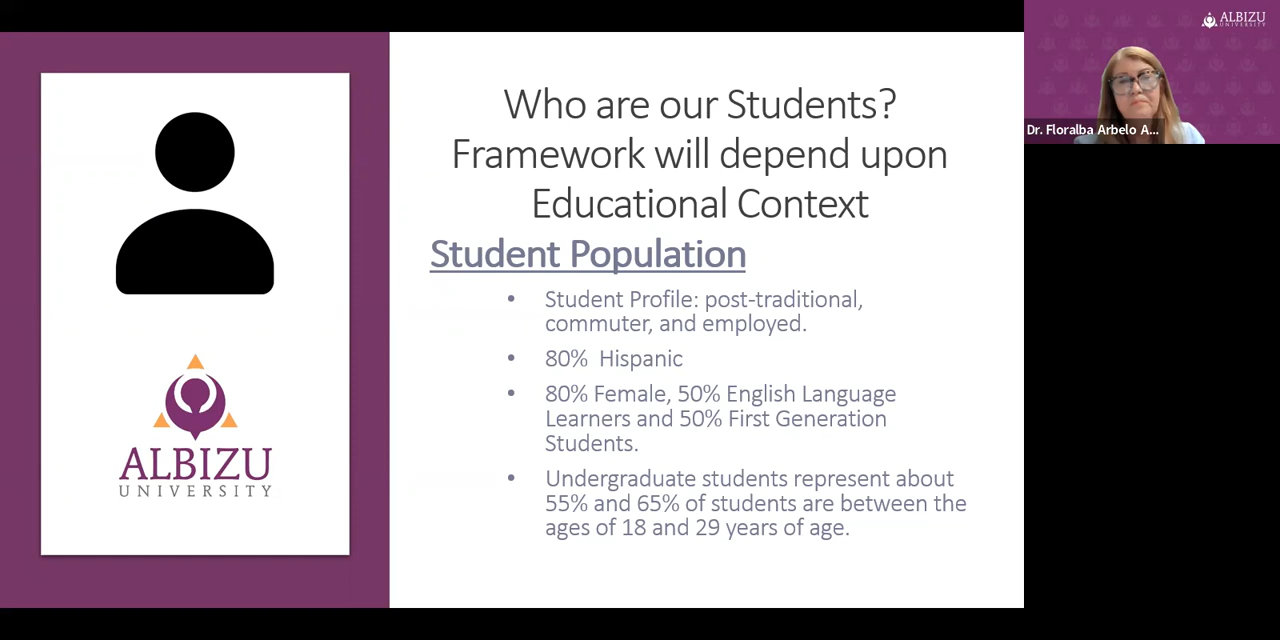 Who are our Students?
Framework will depend upon
Educational Context
Student Population
• Student Profile: post-traditional,
commuter, and employed.
• 80% Hispanic
• 80% Female, 50% English Language
Learners and 50% First Generation
Students.
• Undergraduate students represent about
55% and 65% of students are between the
ages of 18 and 29 years of age.
ALBIZU
UNIVERSITY
ALBIZU
UNIVERSITY
Dr. Floralba Arbelo A...